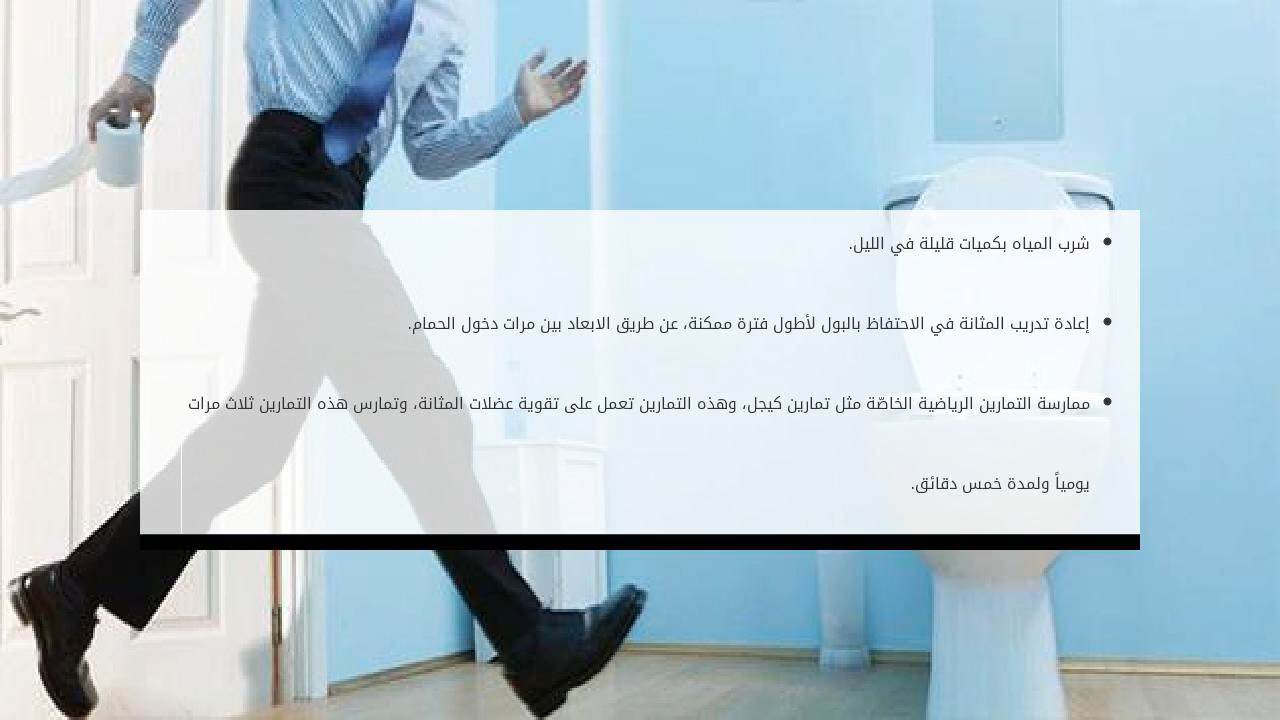 شرب المياه بكميات قليلة في الليل.
إعادة تدريب المثانة في الاحتفاظ بالبول لأطول فترة ممكنة، عن طريق الابعاد بين مرات دخول الحمام.
ممارسة التمارين الرياضية الخاصّة مثل تمارين كيجل، وهذه التمارين تعمل على تقوية عضلات المثانة، وتمارس هذه التمارين ثلاث مرات
يومياً ولمدة خمس دقائق.